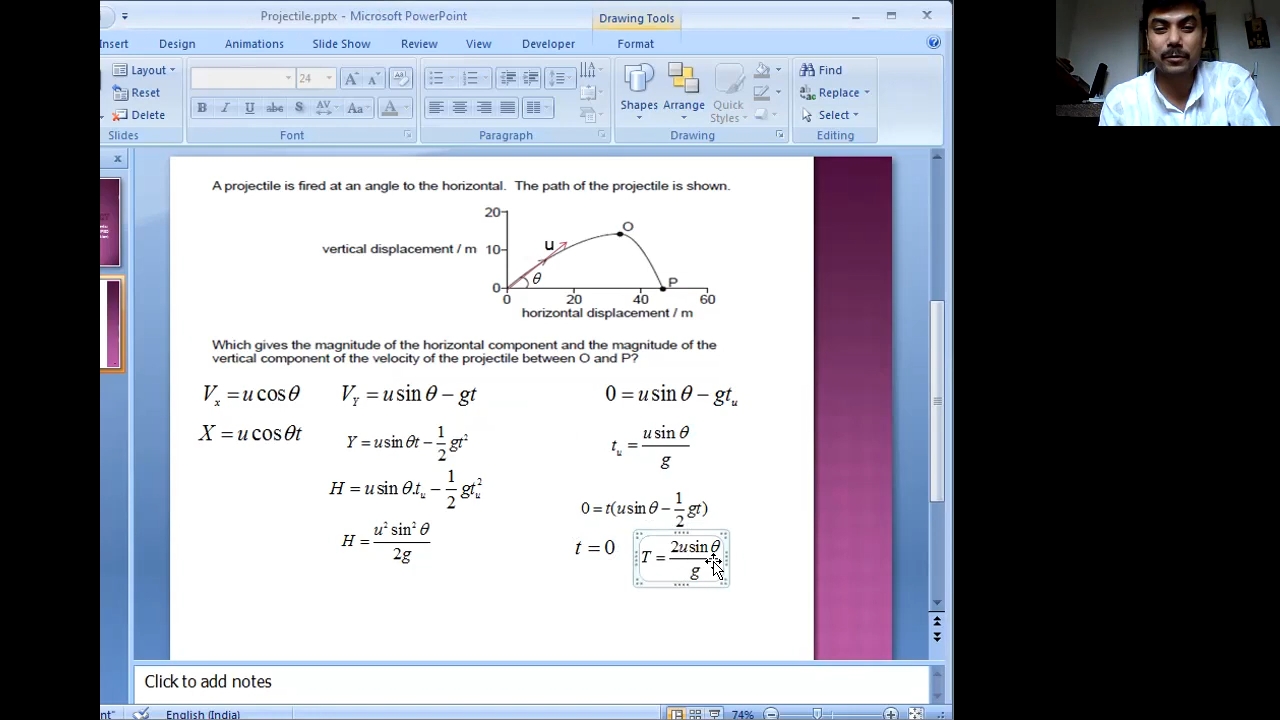 Projectile.pptx - Microsoft PowerPoint
Drawing Tools
Insert Design Animations Slide Show Review View Developer Format
Layout
Reset
Delete
Slides
24
B I U abc S AV Aa A
Font
Paragraph
Shapes Arrange Quick Styles
Drawing
Find
Replace
Select
Editing
A projectile is fired at an angle to the horizontal. The path of the projectile is shown.
20
10
0
vertical displacement / m
u
θ
O
P
0 20 40 60
horizontal displacement / m
Which gives the magnitude of the horizontal component and the magnitude of the
vertical component of the velocity of the projectile between O and P?
V_x = u cos θ
V_Y = u sin θ − gt
0 = u sin θ − gt_u
X = u cos θt
Y = u sin θt − 1/2 gt²
t_u = u sin θ / g
H = u sin θ.t_u − 1/2 gt_u²
0 = t(u sin θ − 1/2 gt)
H = u² sin² θ / 2g
t = 0
T = 2u sin θ / g
Click to add notes
English (India)
74%